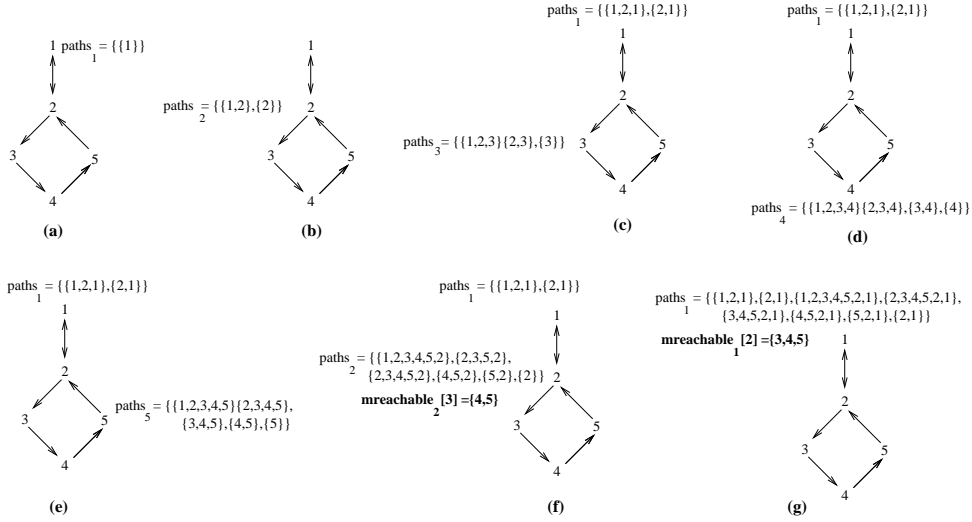 1 paths1 = {{1}}
2
3 5
4
(a)
1
paths2 = {{1,2},{2}} 2
3 5
4
(b)
paths1 = {{1,2,1},{2,1}}
1
2
paths3 = {{1,2,3}{2,3},{3}} 3 5
4
(c)
paths1 = {{1,2,1},{2,1}}
1
2
3 5
4
paths4 = {{1,2,3,4}{2,3,4},{3,4},{4}}
(d)
paths1 = {{1,2,1},{2,1}}
1
2
3 5 paths5 = {{1,2,3,4,5}{2,3,4,5},
{3,4,5},{4,5},{5}}
4
(e)
paths1 = {{1,2,1},{2,1}}
1
paths2 = {{1,2,3,4,5,2},{2,3,5,2},
{2,3,4,5,2},{4,5,2},{5,2},{2}} 2
mreachable2[3] ={4,5}
3 5
4
(f)
paths1 = {{1,2,1},{2,1},{1,2,3,4,5,2,1},{2,3,4,5,2,1},
{3,4,5,2,1},{4,5,2,1},{5,2,1},{2,1}}
mreachable1[2] ={3,4,5} 1
2
3 5
4
(g)